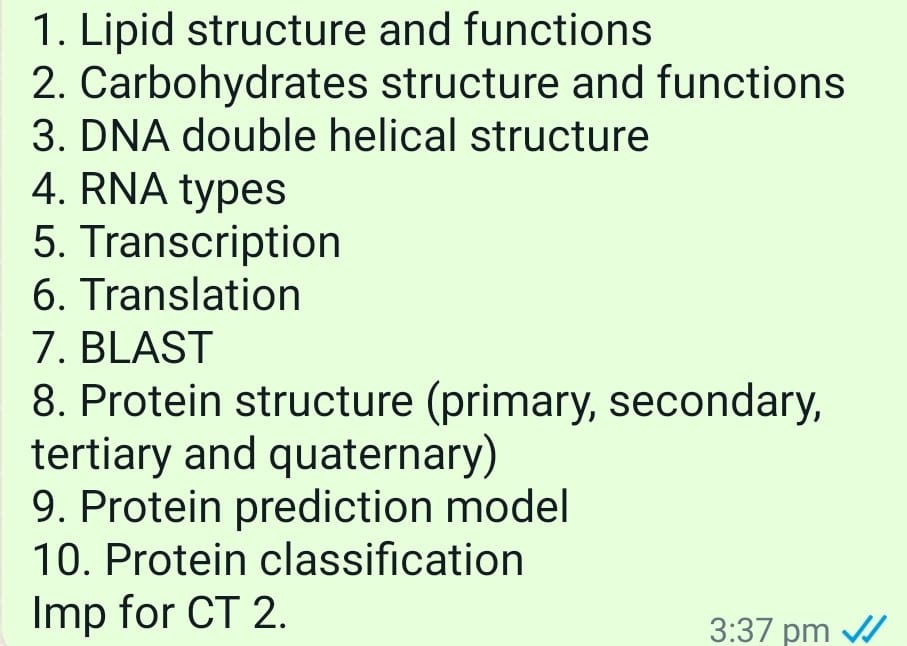 1. Lipid structure and functions
2. Carbohydrates structure and functions
3. DNA double helical structure
4. RNA types
5. Transcription
6. Translation
7. BLAST
8. Protein structure (primary, secondary,
tertiary and quaternary)
9. Protein prediction model
10. Protein classification
Imp for CT 2.
3:37 pm